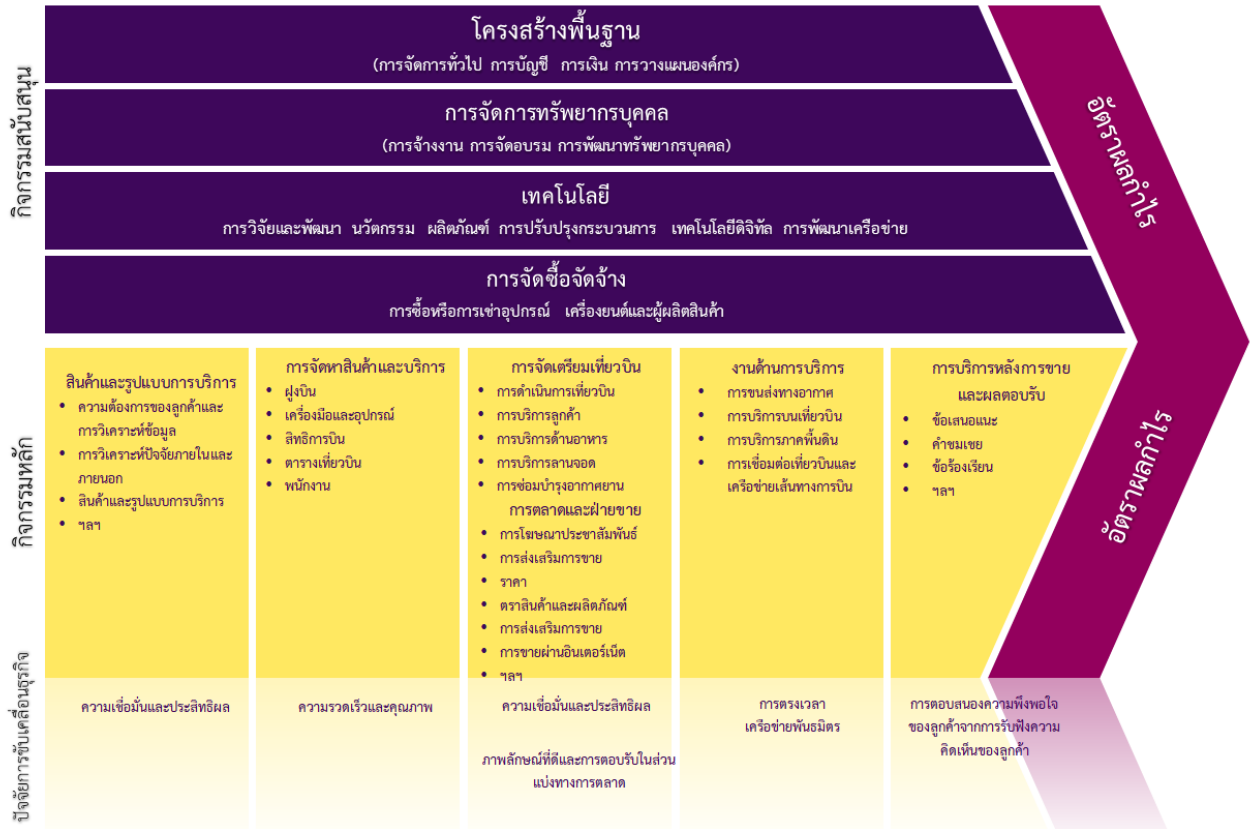 กิจกรรมสนับสนุน
โครงสร้างพื้นฐาน
(การจัดการทั่วไป การบัญชี การเงิน การวางแผนองค์กร)
การจัดการทรัพยากรบุคคล
(การจ้างงาน การจัดอบรม การพัฒนาทรัพยากรบุคคล)
เทคโนโลยี
การวิจัยและพัฒนา นวัตกรรม ผลิตภัณฑ์ การปรับปรุงกระบวนการ เทคโนโลยีดิจิทัล การพัฒนาเครือข่าย
การจัดซื้อจัดจ้าง
การซื้อหรือการเช่าอุปกรณ์ เครื่องยนต์และผู้ผลิตสินค้า
อัตราผลกำไร
อัตราผลกำไร
กิจกรรมหลัก
สินค้าและรูปแบบการบริการ
• ความต้องการของลูกค้าและ
การวิเคราะห์ข้อมูล
• การวิเคราะห์ปัจจัยภายในและ
ภายนอก
• สินค้าและรูปแบบการบริการ
• ฯลฯ
การจัดหาสินค้าและบริการ
• ฝูงบิน
• เครื่องมือและอุปกรณ์
• สิทธิการบิน
• ตารางเที่ยวบิน
• พนักงาน
การจัดเตรียมเที่ยวบิน
• การดำเนินการเที่ยวบิน
• การบริการลูกค้า
• การบริการด้านอาหาร
• การบริการลานจอด
• การซ่อมบำรุงอากาศยาน
การตลาดและฝ่ายขาย
• การโฆษณาประชาสัมพันธ์
• การส่งเสริมการขาย
• ราคา
• ตราสินค้าและผลิตภัณฑ์
• การส่งเสริมการขาย
• การขายผ่านอินเตอร์เน็ต
• ฯลฯ
งานด้านการบริการ
• การขนส่งทางอากาศ
• การบริการบนเที่ยวบิน
• การบริการภาคพื้นดิน
• การเชื่อมต่อเที่ยวบินและ
เครือข่ายเส้นทางการบิน
การบริการหลังการขาย
และผลตอบรับ
• ข้อเสนอแนะ
• คำชมเชย
• ข้อร้องเรียน
• ฯลฯ
ปัจจัยการขับเคลื่อนธุรกิจ
ความเชื่อมั่นและประสิทธิผล
ความรวดเร็วและคุณภาพ
ความเชื่อมั่นและประสิทธิผล
ภาพลักษณ์ที่ดีและการตอบรับในส่วน
แบ่งทางการตลาด
การตรงเวลา
เครือข่ายพันธมิตร
การตอบสนองความพึงพอใจ
ของลูกค้าจากการรับฟังความ
คิดเห็นของลูกค้า